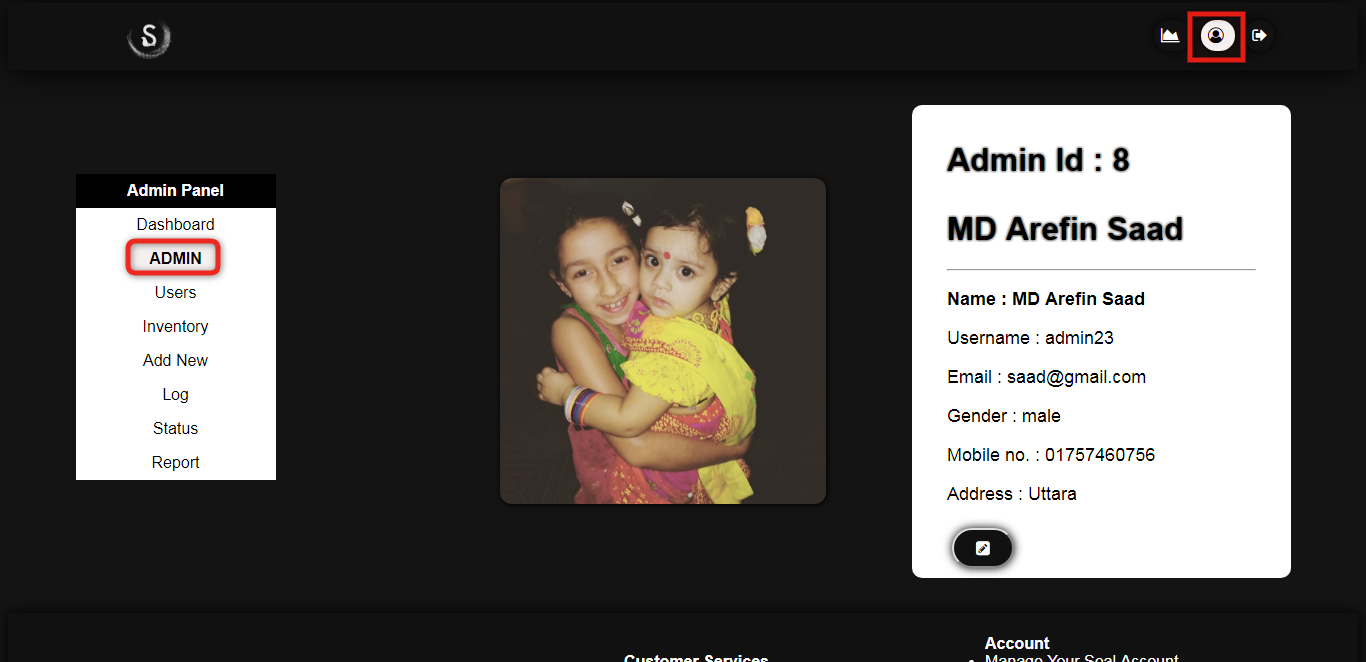 S
Admin Panel
Dashboard
ADMIN
Users
Inventory
Add New
Log
Status
Report
Admin Id : 8
MD Arefin Saad
Name : MD Arefin Saad
Username : admin23
Email : saad@gmail.com
Gender : male
Mobile no. : 01757460756
Address : Uttara
Customer Services
Account
Manage Your Seal Account